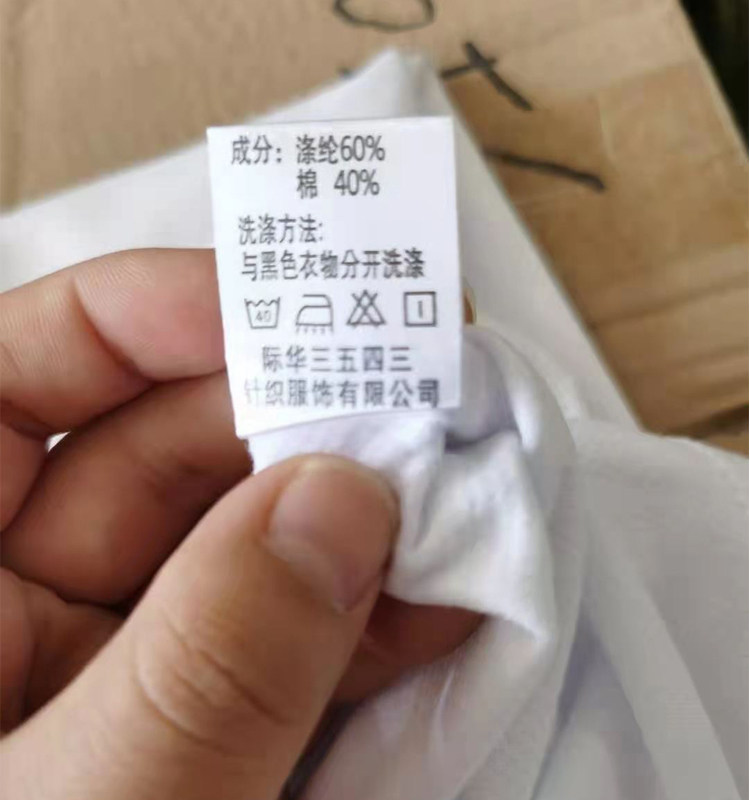 成分：涤纶60%
棉 40%
洗涤方法：
与黑色衣物分开洗涤
40
际华三五四三
针织服饰有限公司